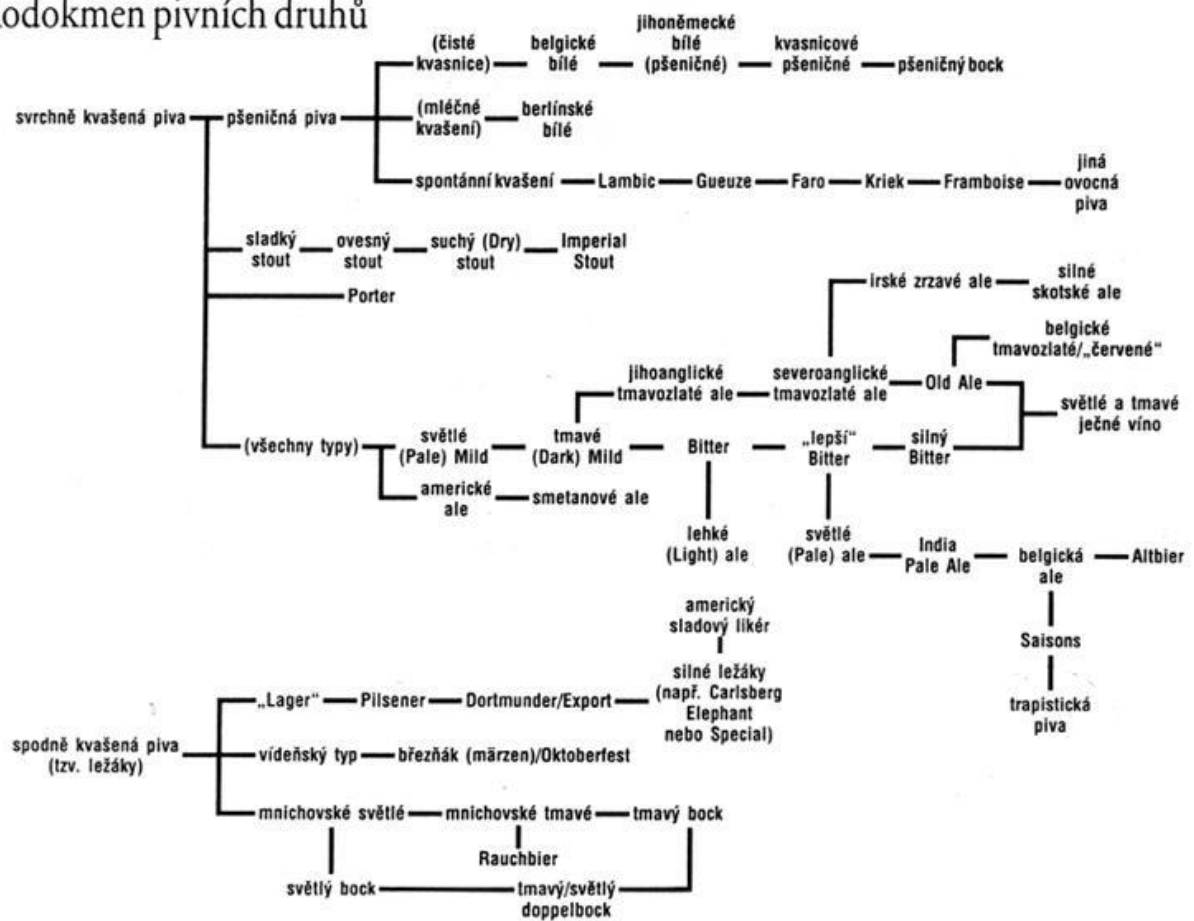 Rodokmen pivních druhů
(čisté
kvasnice)
belgické
bílé
jihoněmecké
bílé
(pšeničné)
kvasnicové
pšeničné
pšeničný bock
svrchně kvašená piva
pšeničná piva
(mléčné
kvašení)
berlínské
bílé
spontánní kvašení
Lambic
Gueuze
Faro
Kriek
Framboise
jiná
ovocná
piva
sladký
stout
ovesný
stout
suchý (Dry)
stout
Imperial
Stout
Porter
irské zrzavé ale
silné
skotské ale
belgické
tmavozlaté/„červené“
jihoanglické
tmavozlaté ale
severoanglické
tmavozlaté ale
Old Ale
světlé a tmavé
ječné víno
(všechny typy)
světlé
(Pale) Mild
tmavé
(Dark) Mild
Bitter
„lepší“
Bitter
silný
Bitter
americké
ale
smetanové ale
lehké
(Light) ale
světlé
(Pale) ale
India
Pale Ale
belgická
ale
Altbier
Saisons
trapistická
piva
americký
sladový likér
silné ležáky
(např. Carlsberg
Elephant
nebo Special)
„Lager“
Pilsener
Dortmunder/Export
spodně kvašená piva
(tzv. ležáky)
vídeňský typ
březňák (märzen)/Oktoberfest
mnichovské světlé
mnichovské tmavé
tmavý bock
Rauchbier
světlý bock
tmavý/světlý
doppelbock